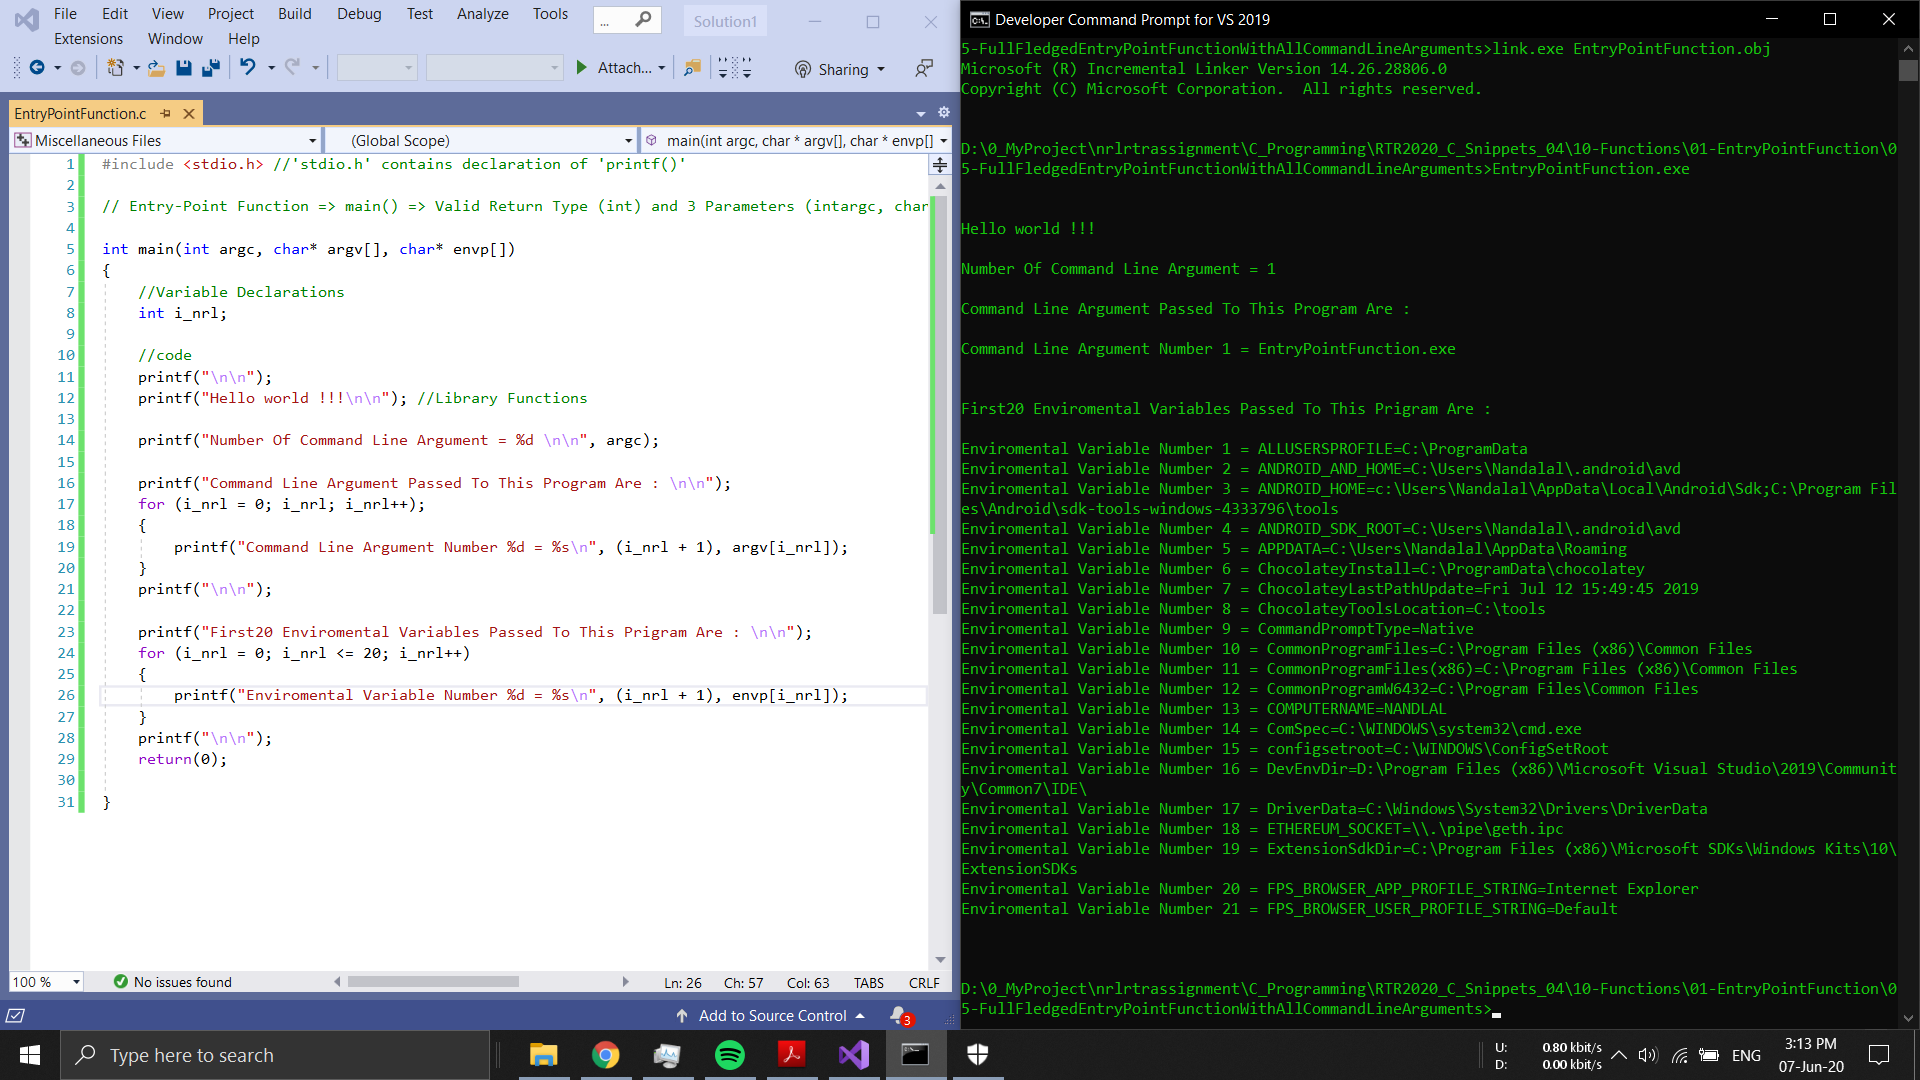 File Edit View Project Build Debug Test Analyze Tools ... Solution1
Extensions Window Help
Attach... Sharing
EntryPointFunction.c
Miscellaneous Files (Global Scope) main(int argc, char * argv[], char * envp[])
1 #include <stdio.h> //'stdio.h' contains declaration of 'printf()'
2
3 // Entry-Point Function => main() => Valid Return Type (int) and 3 Parameters (intargc, char
4
5 int main(int argc, char* argv[], char* envp[])
6 {
7 //Variable Declarations
8 int i_nrl;
9
10 //code
11 printf("\n\n");
12 printf("Hello world !!!\n\n"); //Library Functions
13
14 printf("Number Of Command Line Argument = %d \n\n", argc);
15
16 printf("Command Line Argument Passed To This Program Are : \n\n");
17 for (i_nrl = 0; i_nrl; i_nrl++);
18 {
19 printf("Command Line Argument Number %d = %s\n", (i_nrl + 1), argv[i_nrl]);
20 }
21 printf("\n\n");
22
23 printf("First20 Enviromental Variables Passed To This Prigram Are : \n\n");
24 for (i_nrl = 0; i_nrl <= 20; i_nrl++)
25 {
26 printf("Enviromental Variable Number %d = %s\n", (i_nrl + 1), envp[i_nrl]);
27 }
28 printf("\n\n");
29 return(0);
30
31 }
100 % No issues found Ln: 26 Ch: 57 Col: 63 TABS CRLF
Add to Source Control 3
Developer Command Prompt for VS 2019
5-FullFledgedEntryPointFunctionWithAllCommandLineArguments>link.exe EntryPointFunction.obj
Microsoft (R) Incremental Linker Version 14.26.28806.0
Copyright (C) Microsoft Corporation.  All rights reserved.
D:\0_MyProject\nrlrtrassignment\C_Programming\RTR2020_C_Snippets_04\10-Functions\01-EntryPointFunction\0
5-FullFledgedEntryPointFunctionWithAllCommandLineArguments>EntryPointFunction.exe
Hello world !!!
Number Of Command Line Argument = 1
Command Line Argument Passed To This Program Are :
Command Line Argument Number 1 = EntryPointFunction.exe
First20 Enviromental Variables Passed To This Prigram Are :
Enviromental Variable Number 1 = ALLUSERSPROFILE=C:\ProgramData
Enviromental Variable Number 2 = ANDROID_AND_HOME=C:\Users\Nandalal\.android\avd
Enviromental Variable Number 3 = ANDROID_HOME=c:\Users\Nandalal\AppData\Local\Android\Sdk;C:\Program Fil
es\Android\sdk-tools-windows-4333796\tools
Enviromental Variable Number 4 = ANDROID_SDK_ROOT=C:\Users\Nandalal\.android\avd
Enviromental Variable Number 5 = APPDATA=C:\Users\Nandalal\AppData\Roaming
Enviromental Variable Number 6 = ChocolateyInstall=C:\ProgramData\chocolatey
Enviromental Variable Number 7 = ChocolateyLastPathUpdate=Fri Jul 12 15:49:45 2019
Enviromental Variable Number 8 = ChocolateyToolsLocation=C:\tools
Enviromental Variable Number 9 = CommandPromptType=Native
Enviromental Variable Number 10 = CommonProgramFiles=C:\Program Files (x86)\Common Files
Enviromental Variable Number 11 = CommonProgramFiles(x86)=C:\Program Files (x86)\Common Files
Enviromental Variable Number 12 = CommonProgramW6432=C:\Program Files\Common Files
Enviromental Variable Number 13 = COMPUTERNAME=NANDLAL
Enviromental Variable Number 14 = ComSpec=C:\WINDOWS\system32\cmd.exe
Enviromental Variable Number 15 = configsetroot=C:\WINDOWS\ConfigSetRoot
Enviromental Variable Number 16 = DevEnvDir=D:\Program Files (x86)\Microsoft Visual Studio\2019\Communit
y\Common7\IDE\
Enviromental Variable Number 17 = DriverData=C:\Windows\System32\Drivers\DriverData
Enviromental Variable Number 18 = ETHEREUM_SOCKET=\\.\pipe\geth.ipc
Enviromental Variable Number 19 = ExtensionSdkDir=C:\Program Files (x86)\Microsoft SDKs\Windows Kits\10\
ExtensionSDKs
Enviromental Variable Number 20 = FPS_BROWSER_APP_PROFILE_STRING=Internet Explorer
Enviromental Variable Number 21 = FPS_BROWSER_USER_PROFILE_STRING=Default
D:\0_MyProject\nrlrtrassignment\C_Programming\RTR2020_C_Snippets_04\10-Functions\01-EntryPointFunction\0
5-FullFledgedEntryPointFunctionWithAllCommandLineArguments>
Type here to search
U: 0.80 kbit/s
D: 0.00 kbit/s
ENG
3:13 PM
07-Jun-20